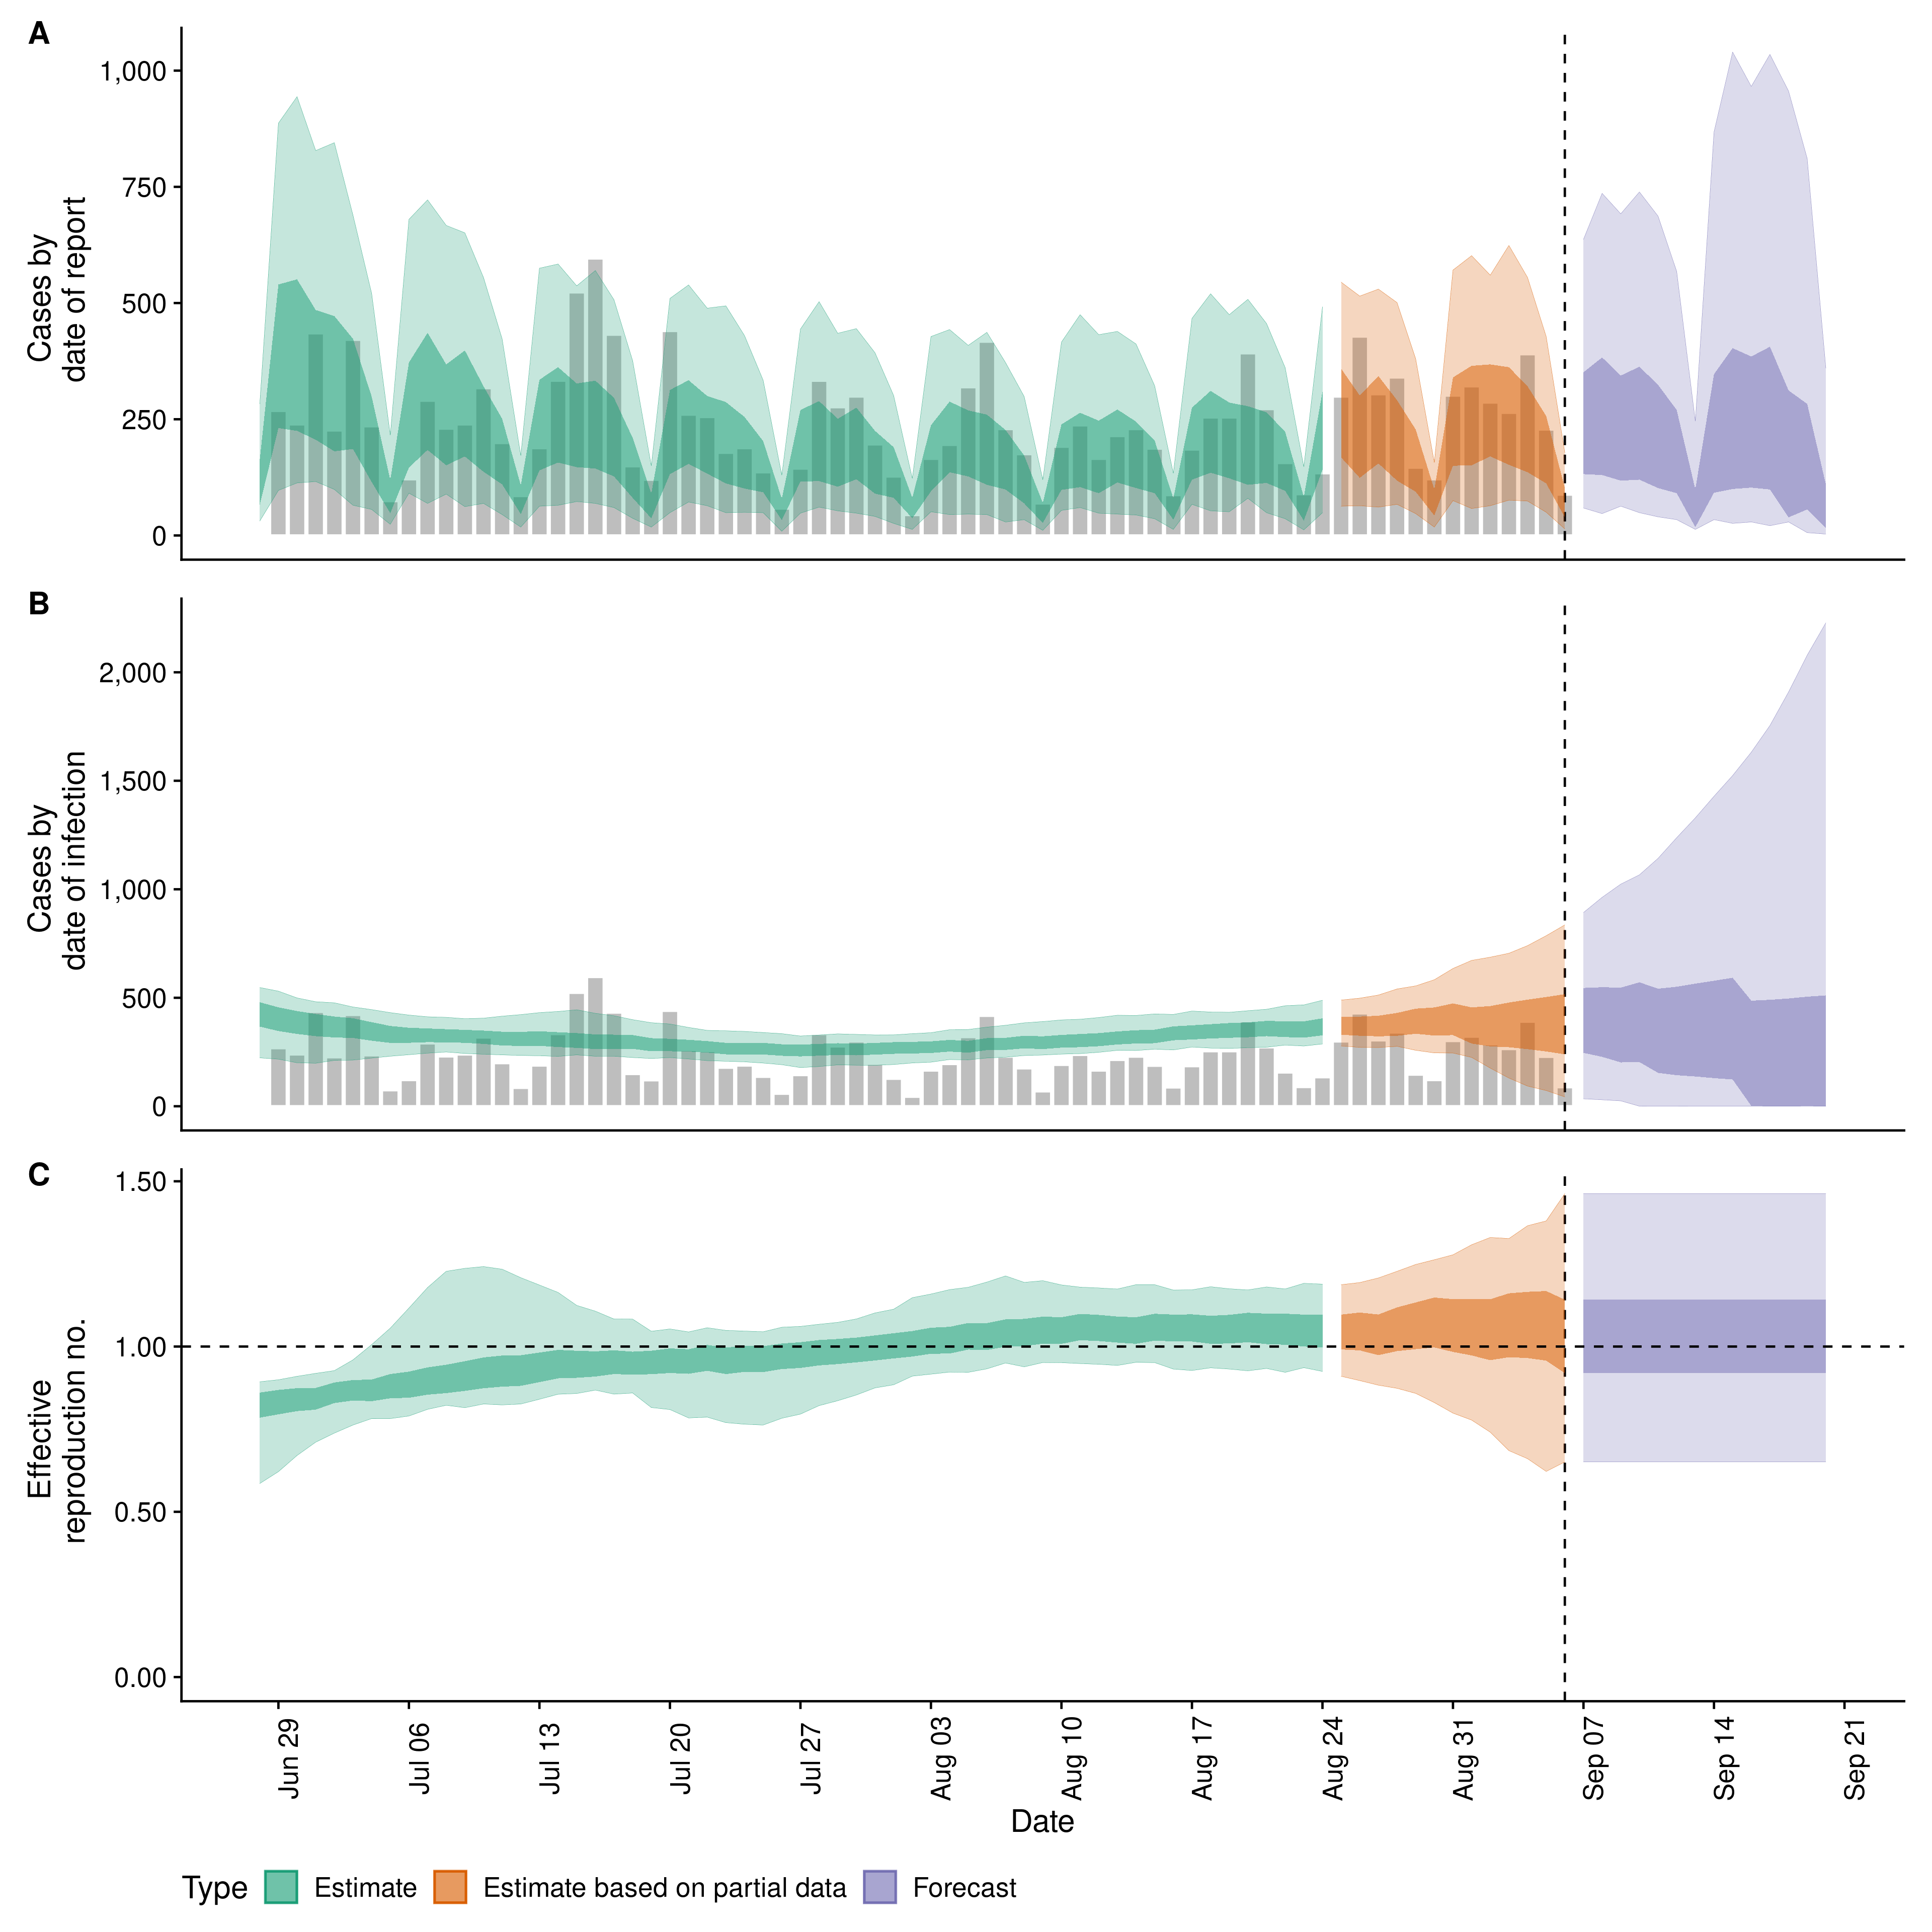 A
1,000
750
500
250
0
Cases by
date of report
B
2,000
1,500
1,000
500
0
Cases by
date of infection
C
1.50
1.00
0.50
0.00
Effective
reproduction no.
Jun 29
Jul 06
Jul 13
Jul 20
Jul 27
Aug 03
Aug 10
Aug 17
Aug 24
Aug 31
Sep 07
Sep 14
Sep 21
Date
Type Estimate Estimate based on partial data Forecast